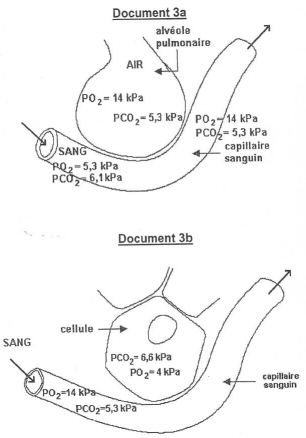 Document 3a
alvéole
pulmonaire
AIR
PO2 = 14 kPa
PCO2 = 5,3 kPa
PO2 = 14 kPa
PCO2 = 5,3 kPa
capillaire
sanguin
SANG
PO2 = 5,3 kPa
PCO2 = 6,1 kPa
Document 3b
cellule
PCO2 = 6,6 kPa
PO2 = 4 kPa
SANG
capillaire
sanguin
PO2=14 kPa
PCO2=5,3 kPa